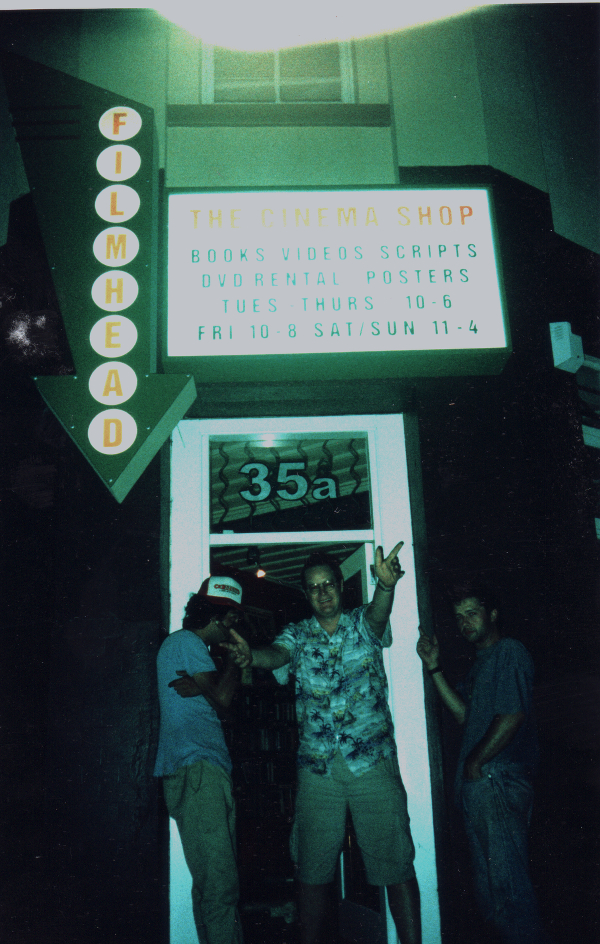 FILMHEAD
THE CINEMA SHOP
BOOKS VIDEOS SCRIPTS
DVD RENTAL POSTERS
TUES-THURS 10-6
FRI 10-8 SAT/SUN 11-4
35a